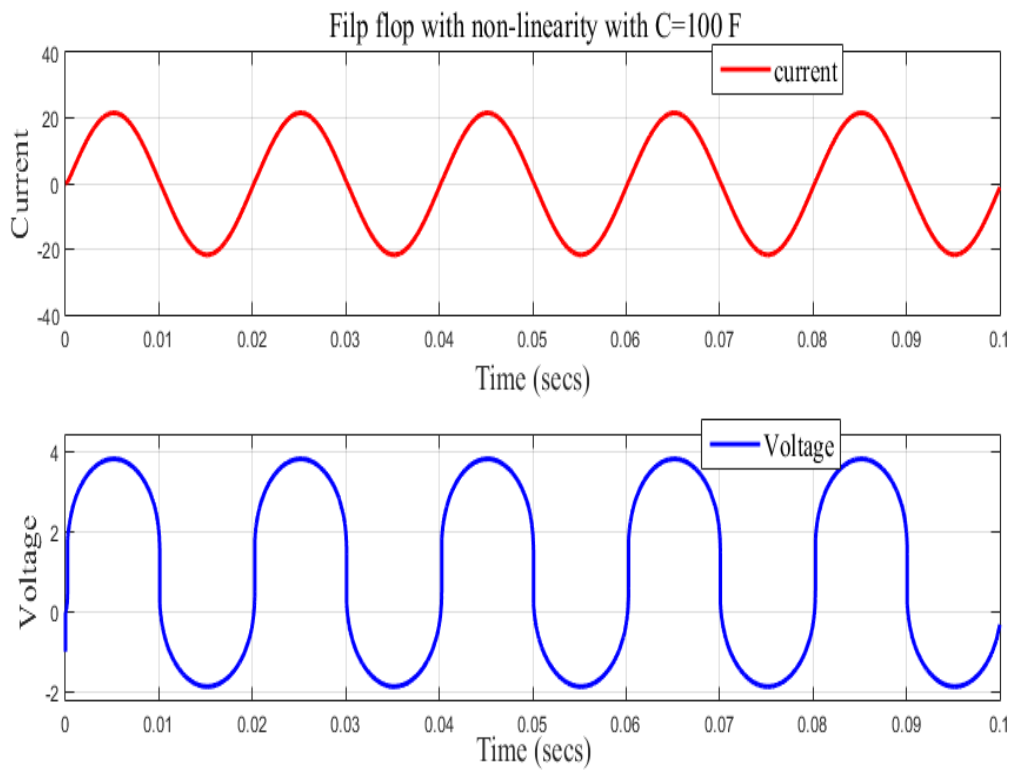 Filp flop with non-linearity with C=100 F
current
40
20
0
-20
-40
Current
0 0.01 0.02 0.03 0.04 0.05 0.06 0.07 0.08 0.09 0.1
Time (secs)
Voltage
4
2
0
-2
Voltage
0 0.01 0.02 0.03 0.04 0.05 0.06 0.07 0.08 0.09 0.1
Time (secs)